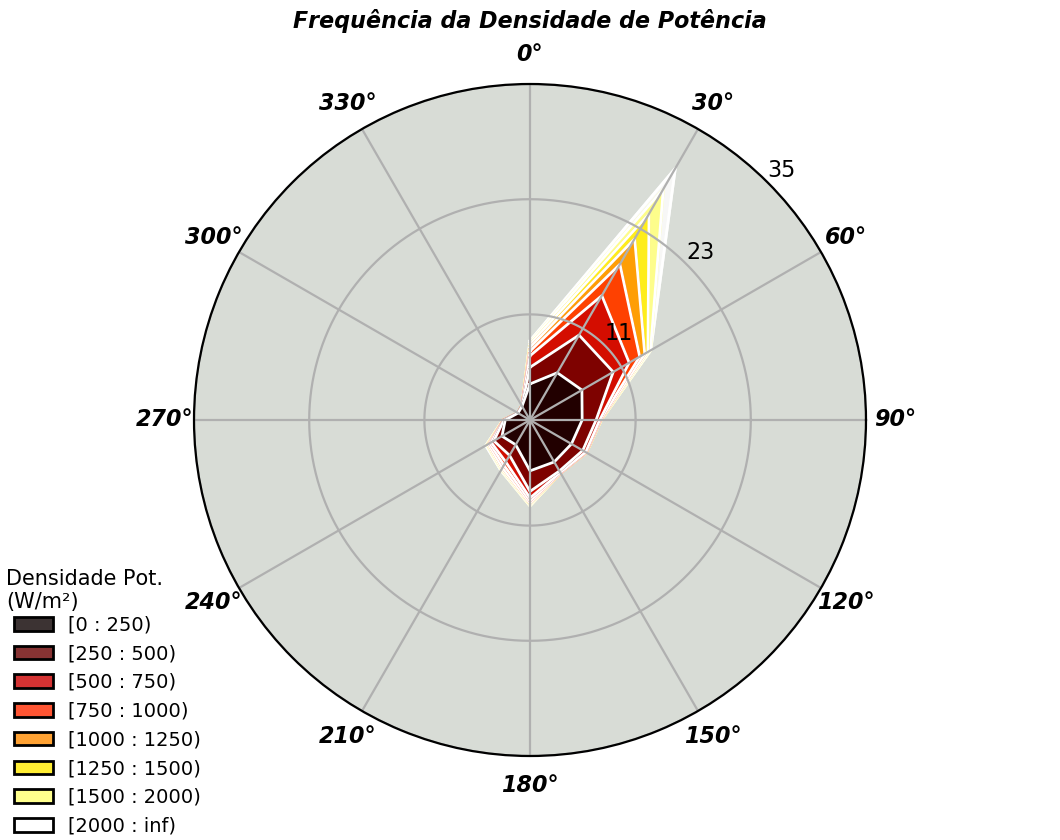 Frequência da Densidade de Potência
0°
330°
30°
35
300°
60°
23
11
270°
90°
240°
120°
210°
150°
180°
Densidade Pot.
(W/m²)
[0 : 250)
[250 : 500)
[500 : 750)
[750 : 1000)
[1000 : 1250)
[1250 : 1500)
[1500 : 2000)
[2000 : inf)